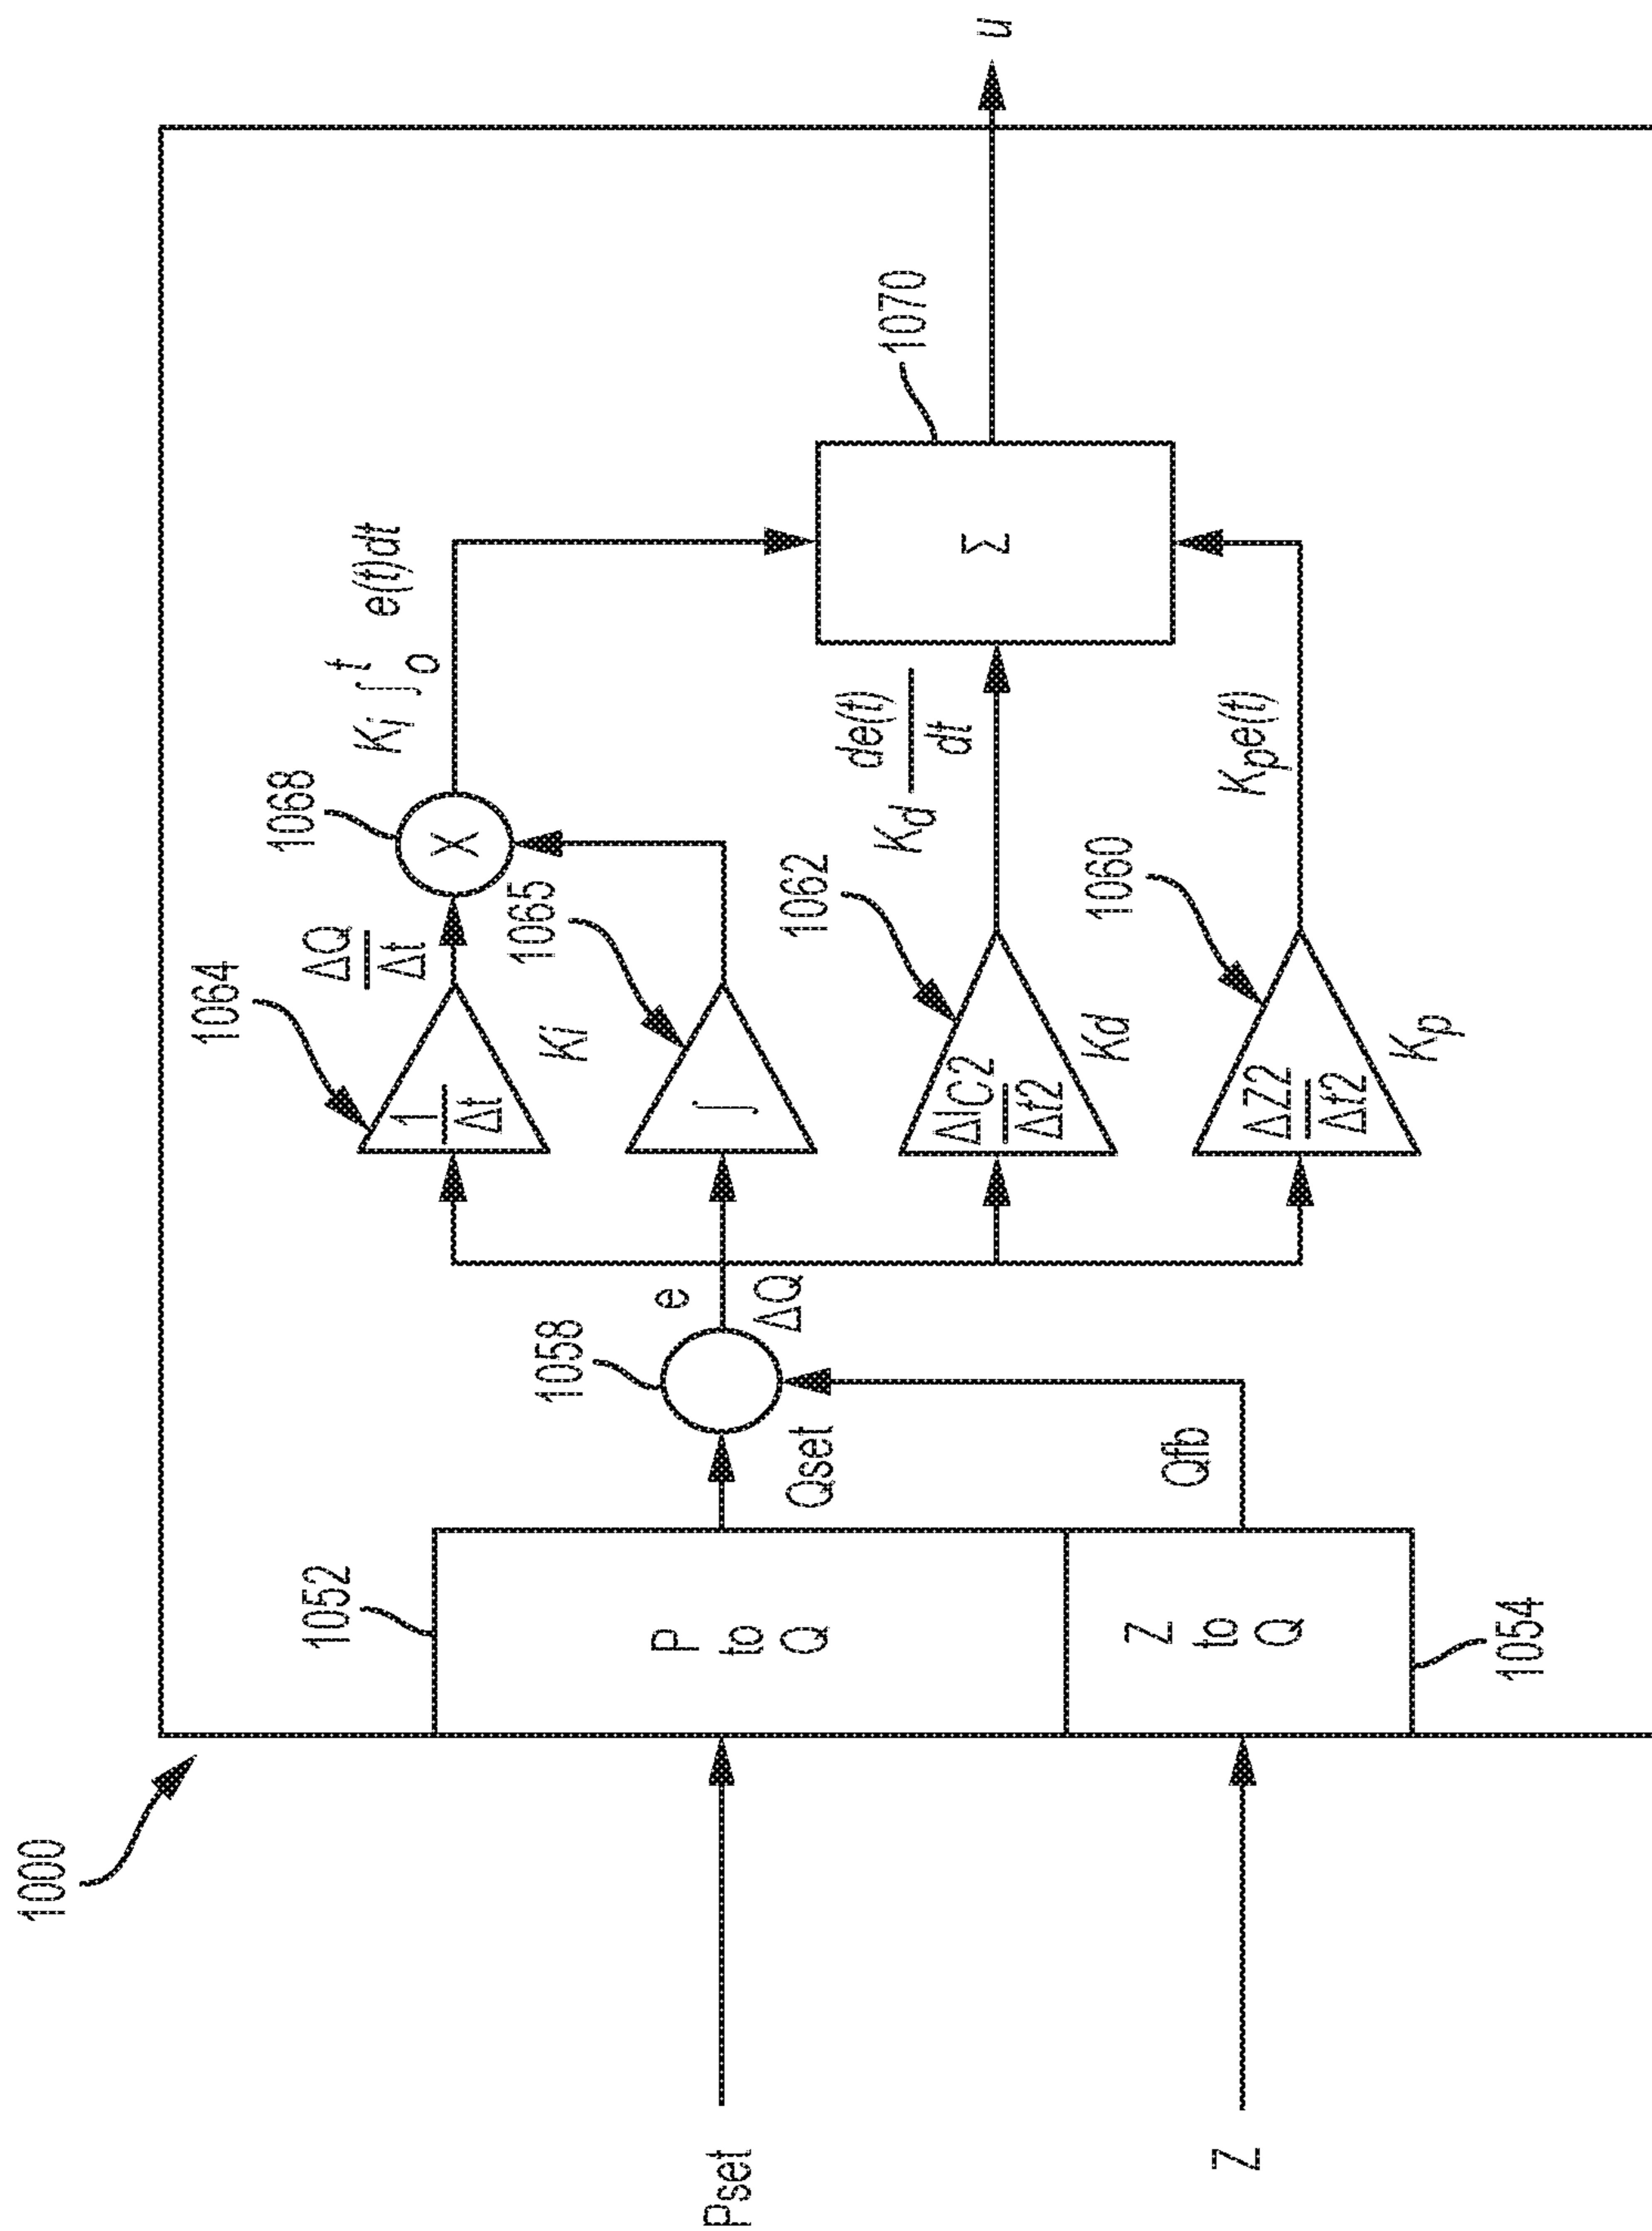 1000
Pset
Z
1052
P
to
Q
Z
to
Q
1054
Qset
Qfb
1058
e
ΔQ
1064
1
Δt
ΔQ
Δt
Ki
1065
∫
1068
X
Ki ∫ t o e(t)dt
1062
ΔIC2
Δt2
Kd
Kd de(t)
dt
1060
ΔZ2
Δt2
Kp
Kpe(t)
1070
Σ
u